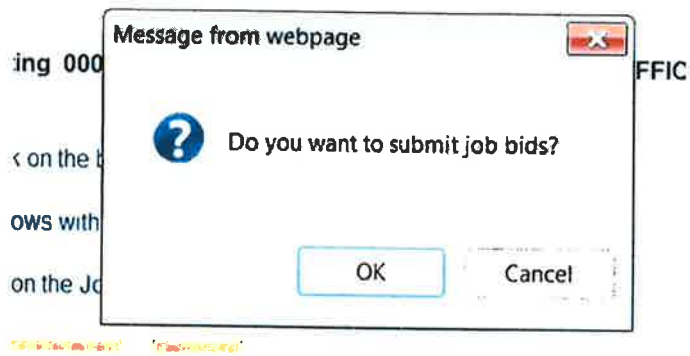 Message from webpage
ing 000
FFIC
Do you want to submit job bids?
on the b
ows with
OK Cancel
on the Jo